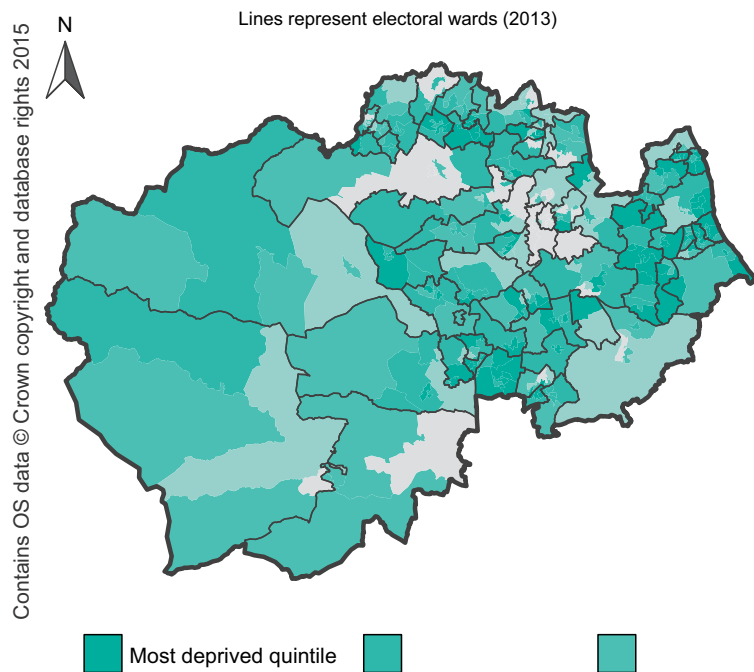 Lines represent electoral wards (2013)
N
Contains OS data © Crown copyright and database rights 2015
Most deprived quintile